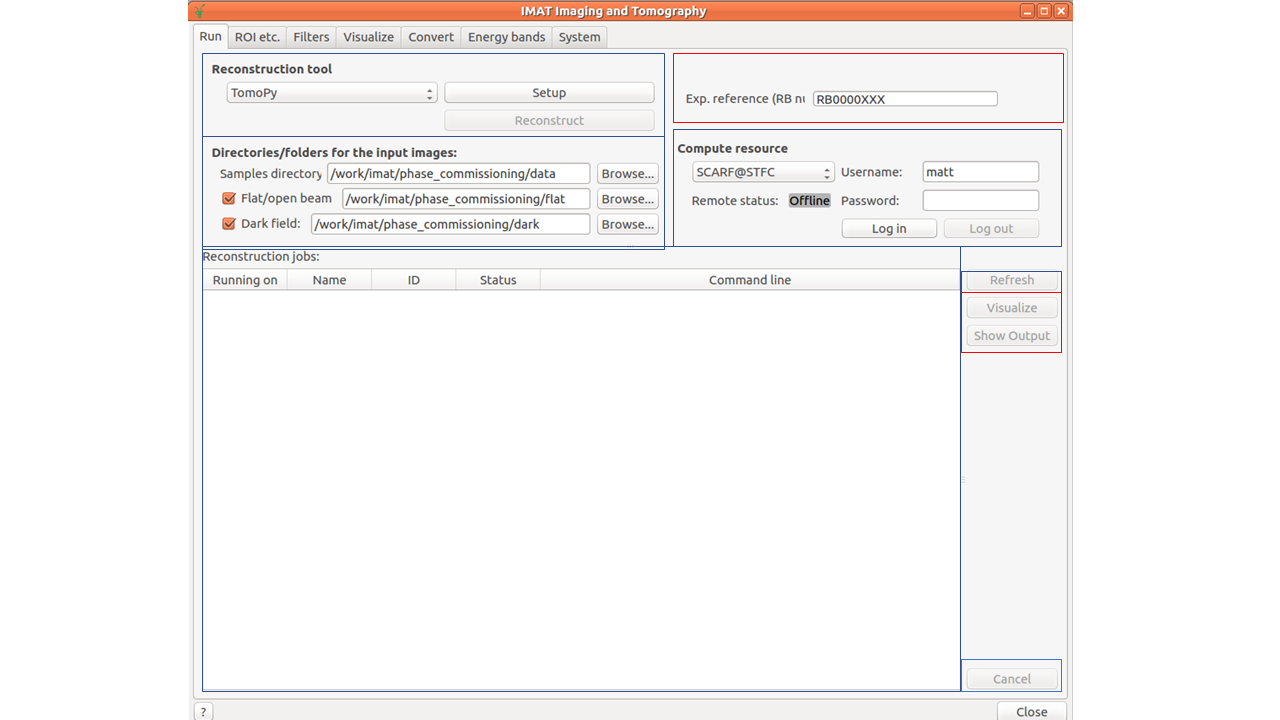 IMAT Imaging and Tomography
Run ROI etc. Filters Visualize Convert Energy bands System
Reconstruction tool
TomoPy Setup
Reconstruct
Exp. reference (RB nu RB0000XXX
Directories/folders for the input images:
Samples directory /work/imat/phase_commissioning/data Browse...
Flat/open beam /work/imat/phase_commissioning/flat Browse...
Dark field: /work/imat/phase_commissioning/dark Browse...
Compute resource
SCARF@STFC Username: matt
Remote status: Offline Password:
Log in Log out
Reconstruction jobs:
Running on Name ID Status Command line
Refresh
Visualize
Show Output
Cancel
? Close